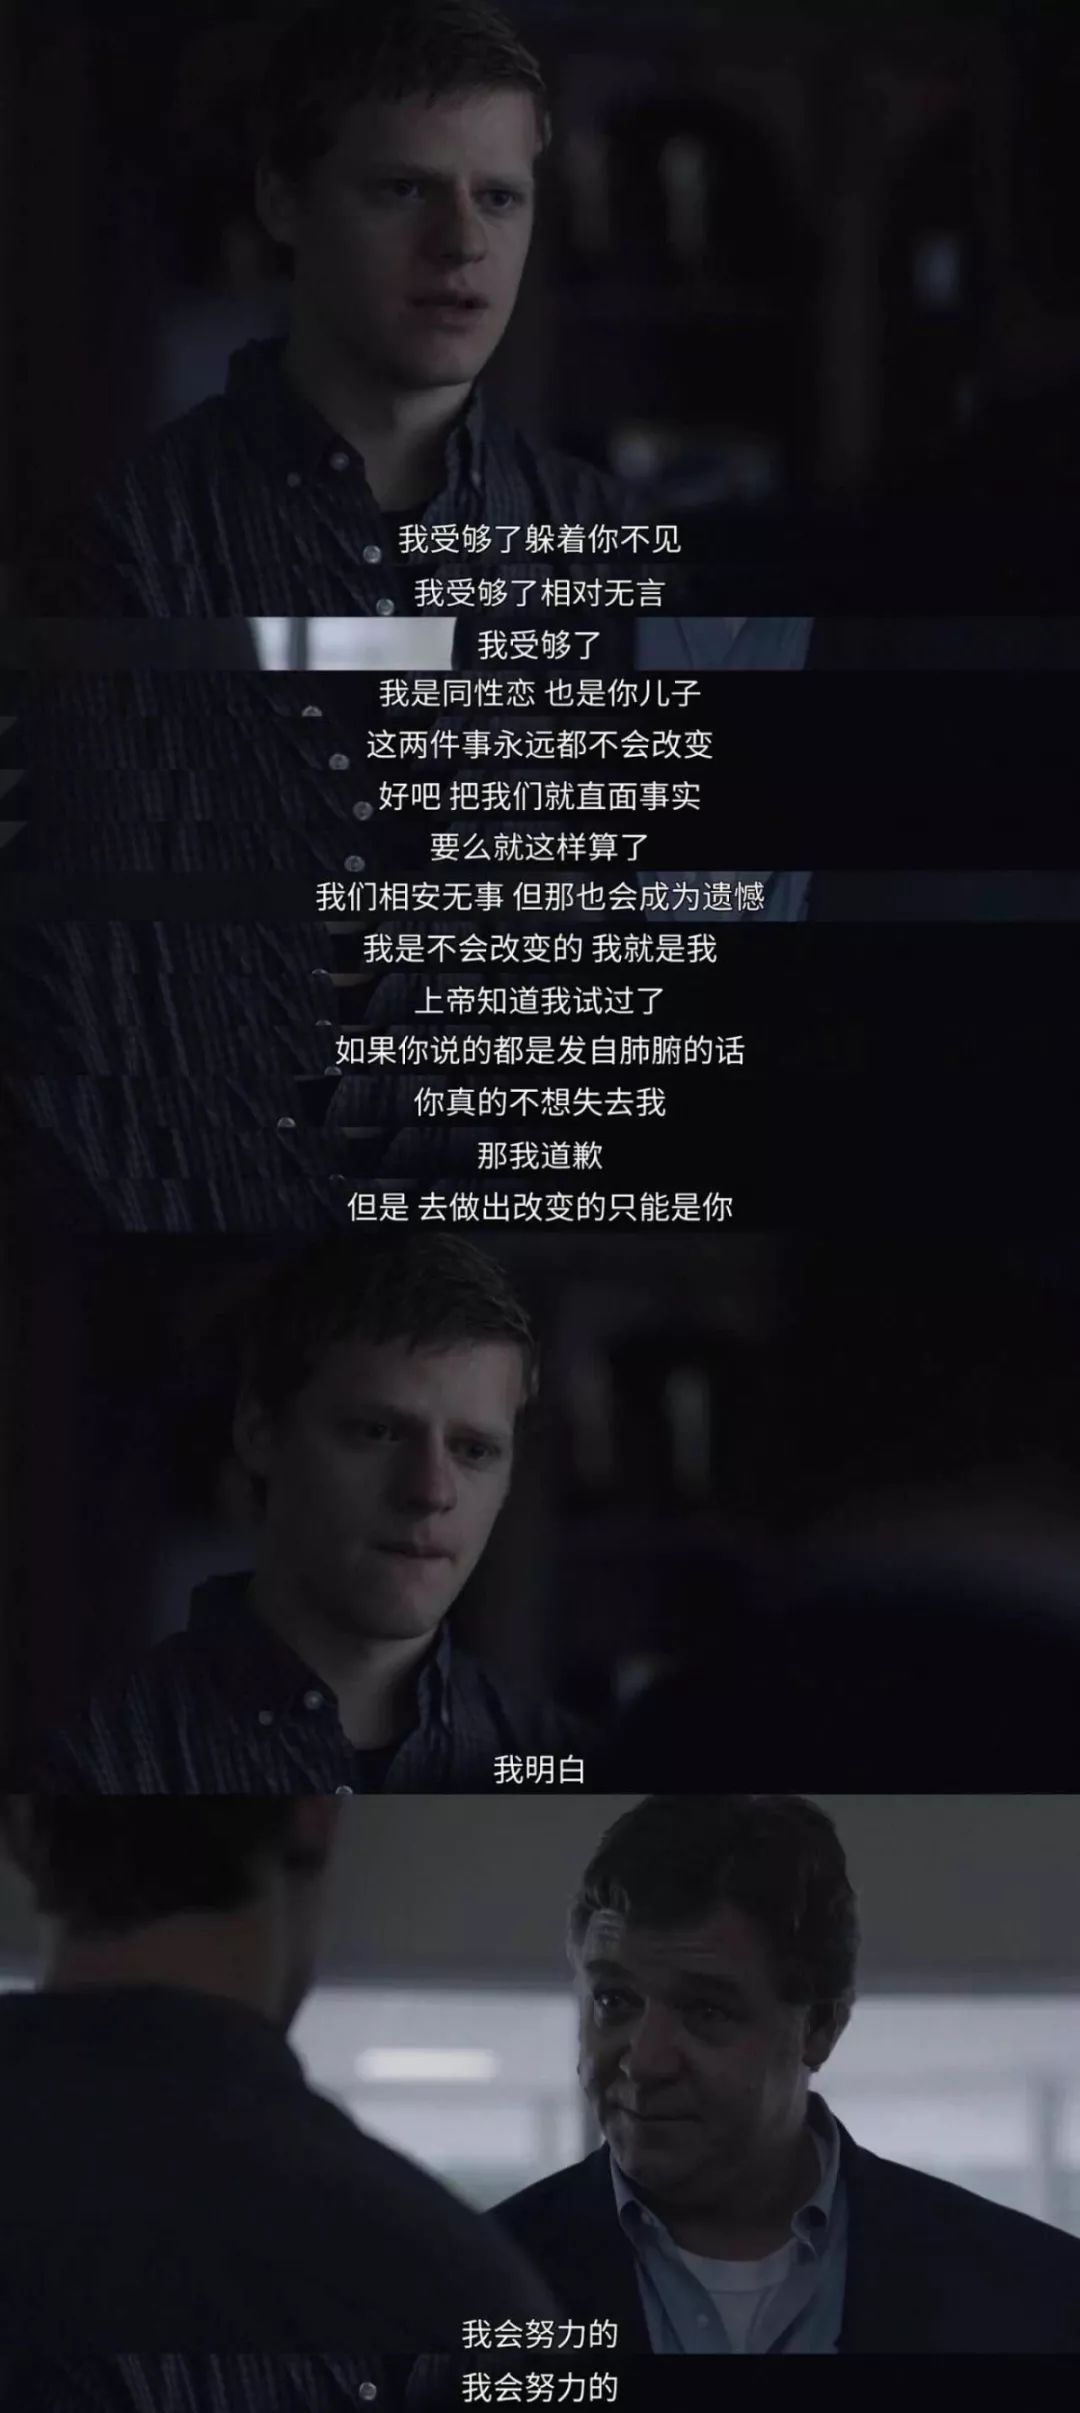 我受够了躲着你不见
我受够了相对无言
我受够了
我是同性恋 也是你儿子
这两件事永远都不会改变
好吧 把我们就直面事实
要么就这样算了
我们相安无事 但那也会成为遗憾
我是不会改变的 我就是我
上帝知道我试过了
如果你说的都是发自肺腑的话
你真的不想失去我
那我道歉
但是 去做出改变的只能是你
我明白
我会努力的
我会努力的